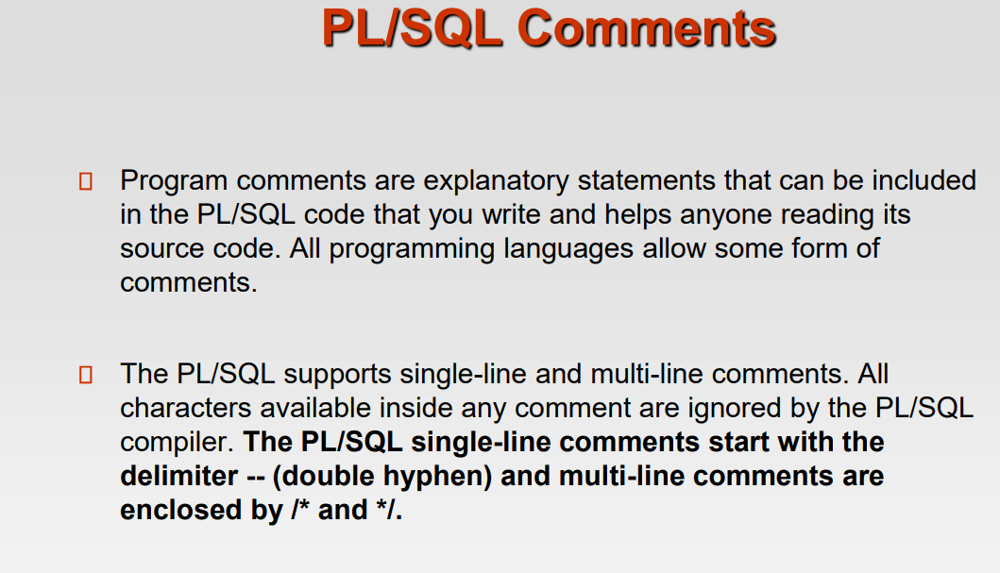 PL/SQL Comments
Program comments are explanatory statements that can be included
in the PL/SQL code that you write and helps anyone reading its
source code. All programming languages allow some form of
comments.
The PL/SQL supports single-line and multi-line comments. All
characters available inside any comment are ignored by the PL/SQL
compiler. The PL/SQL single-line comments start with the
delimiter -- (double hyphen) and multi-line comments are
enclosed by /* and */.